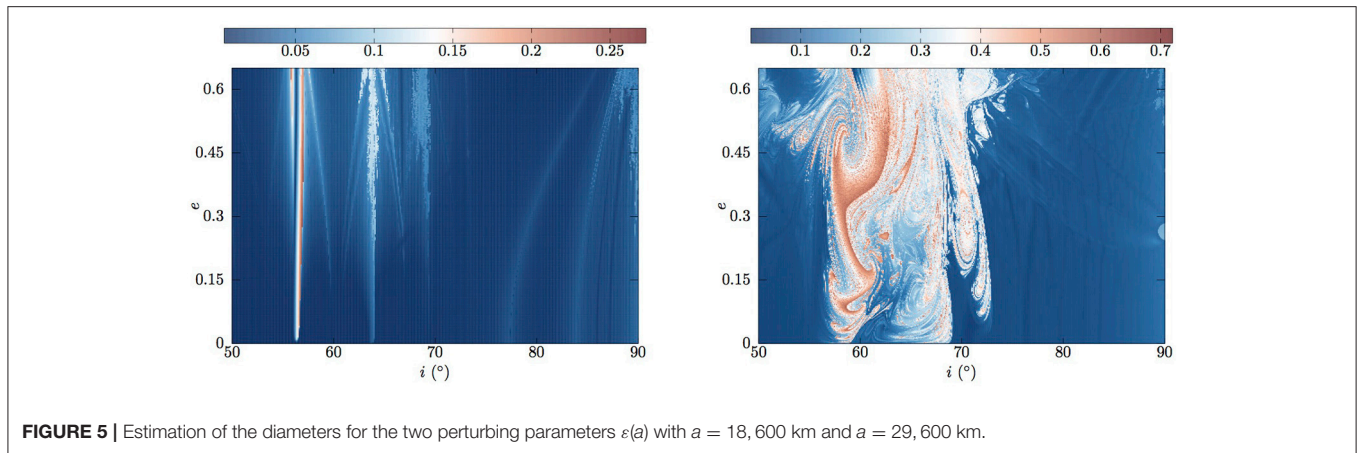 0.05 0.1 0.15 0.2 0.25
0.6
0.45
e
0.3
0.15
0
50 60 70 80 90
i (°)
0.1 0.2 0.3 0.4 0.5 0.6 0.7
0.6
0.45
e
0.3
0.15
0
50 60 70 80 90
i (°)
FIGURE 5 | Estimation of the diameters for the two perturbing parameters ε(a) with a = 18, 600 km and a = 29, 600 km.